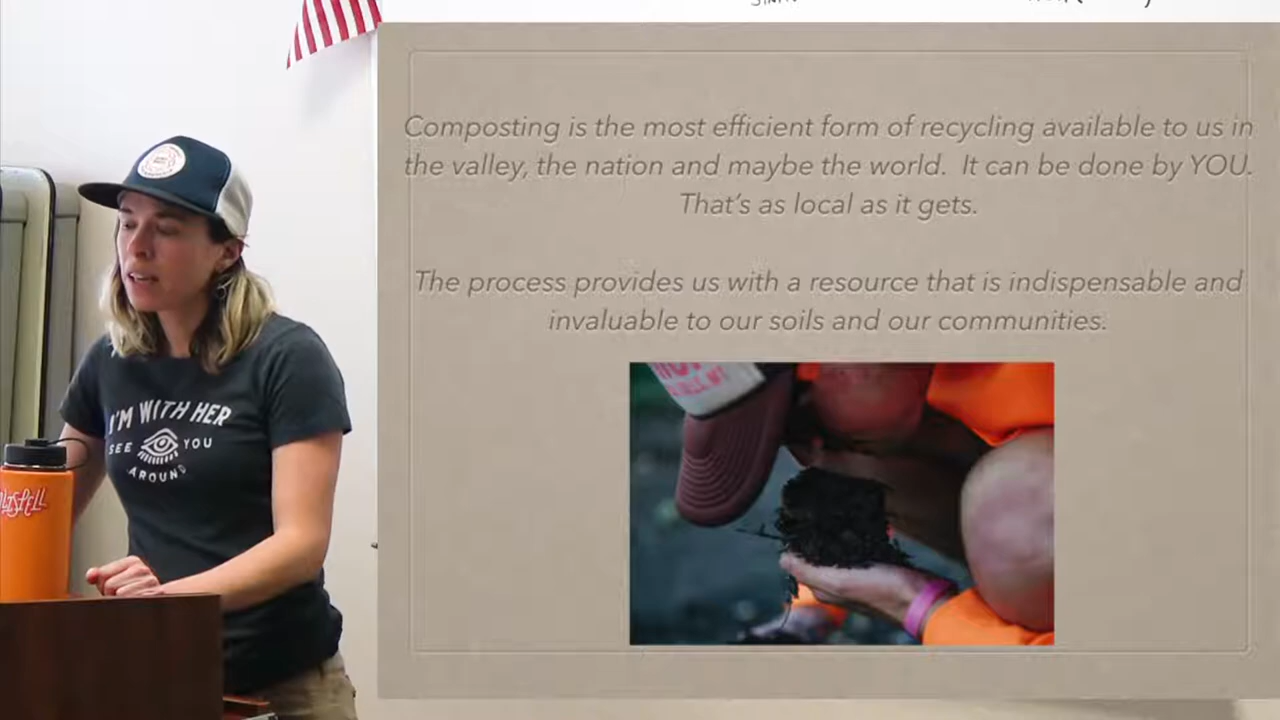 Composting is the most efficient form of recycling available to us in
the valley, the nation and maybe the world.  It can be done by YOU.
That's as local as it gets.
The process provides us with a resource that is indispensable and
invaluable to our soils and our communities.
I'M WITH HER
SEE YOU
AROUND